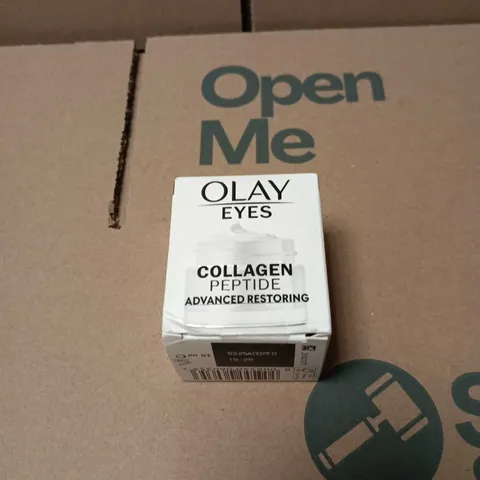 Open
Me
OLAY
EYES
COLLAGEN
PEPTIDE
ADVANCED RESTORING